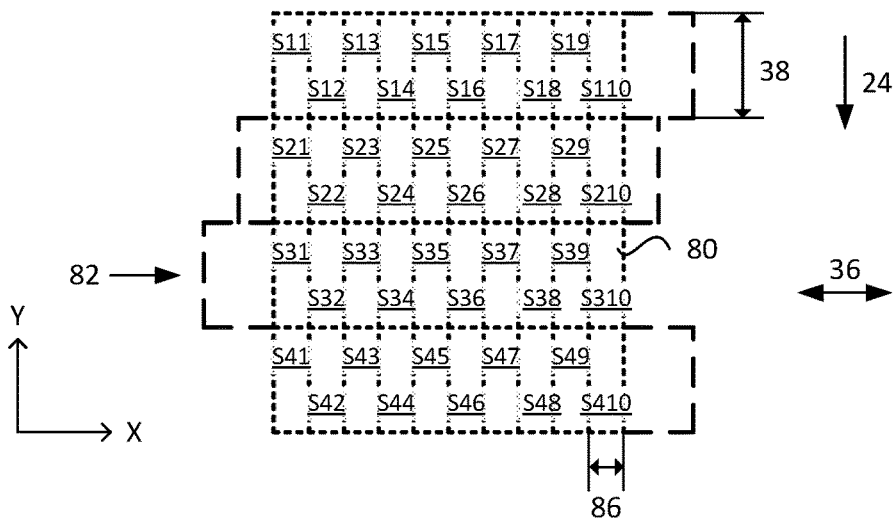 S11 S13 S15 S17 S19
38
24
S12 S14 S16 S18 S110
S21 S23 S25 S27 S29
S22 S24 S26 S28 S210
S31 S33 S35 S37 S39
80
82
36
S32 S34 S36 S38 S310
Y
S41 S43 S45 S47 S49
S42 S44 S46 S48 S410
X
86